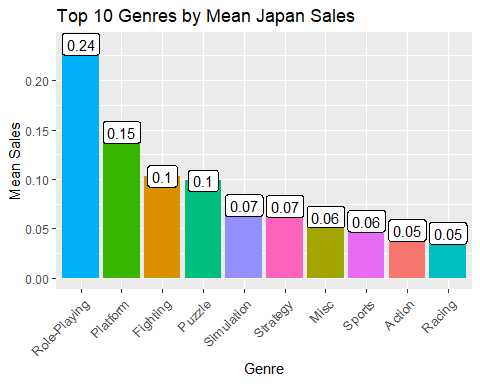 Top 10 Genres by Mean Japan Sales
Mean Sales
0.20
0.15
0.10
0.05
0.00
0.24
0.15
0.1
0.1
0.07
0.07
0.06
0.06
0.05
0.05
Role-Playing
Platform
Fighting
Puzzle
Simulation
Strategy
Misc
Sports
Action
Racing
Genre